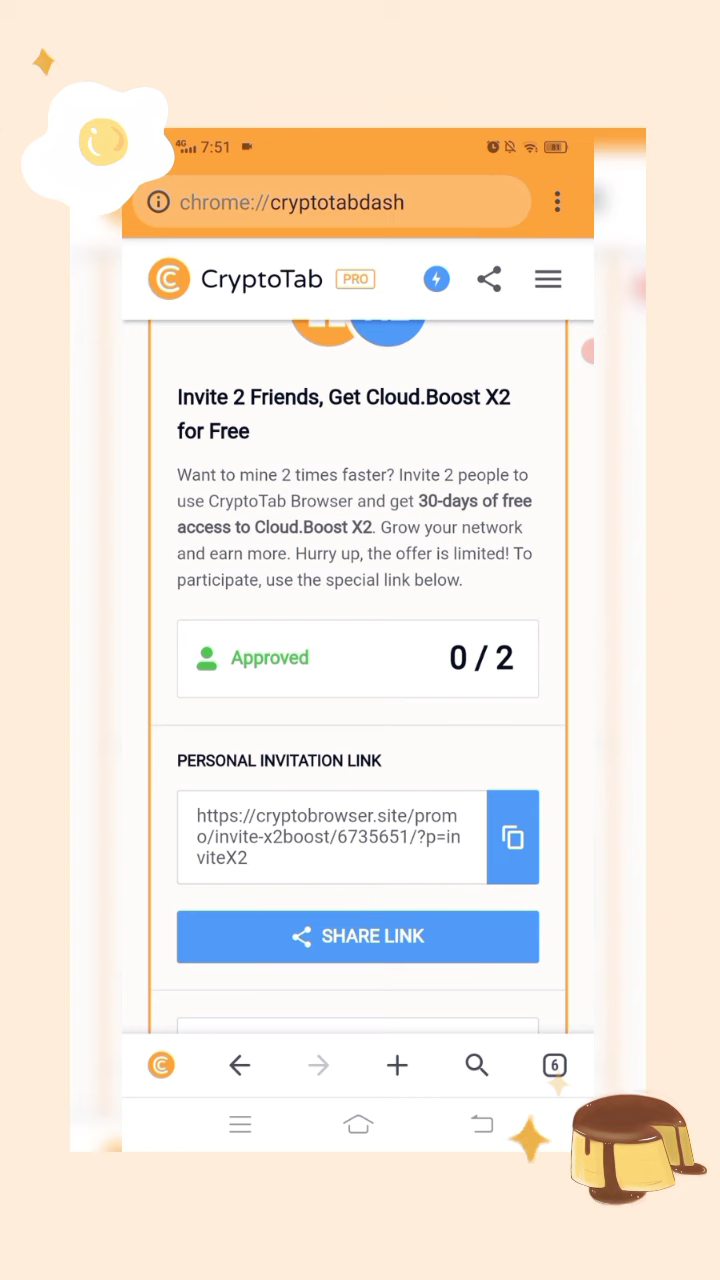 4G 7:51 81
chrome://cryptotabdash
CryptoTab PRO
Invite 2 Friends, Get Cloud.Boost X2
for Free
Want to mine 2 times faster? Invite 2 people to
use CryptoTab Browser and get 30-days of free
access to Cloud.Boost X2. Grow your network
and earn more. Hurry up, the offer is limited! To
participate, use the special link below.
Approved 0 / 2
PERSONAL INVITATION LINK
https://cryptobrowser.site/prom
o/invite-x2boost/6735651/?p=in
viteX2
SHARE LINK
6